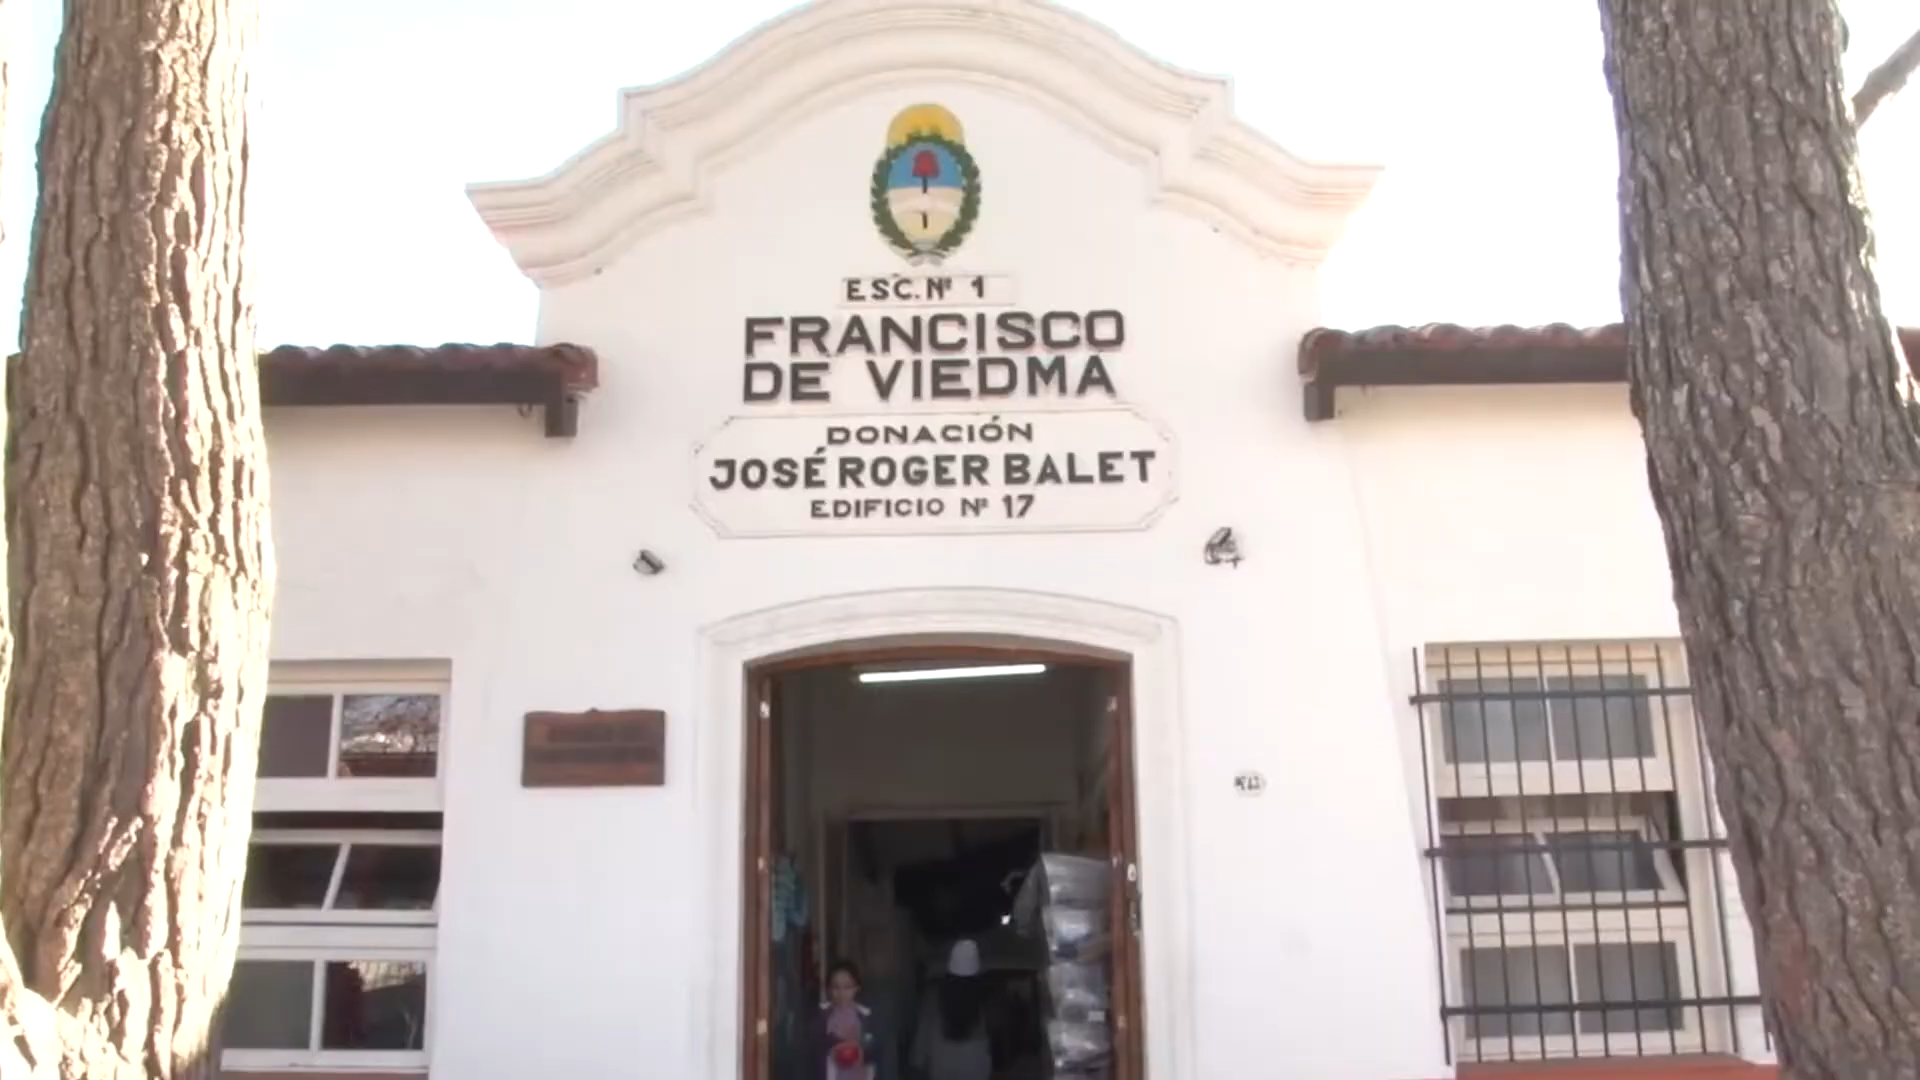 ESC. Nº 1
FRANCISCO
DE VIEDMA
DONACIÓN
JOSÉ ROGER BALET
EDIFICIO Nº 17